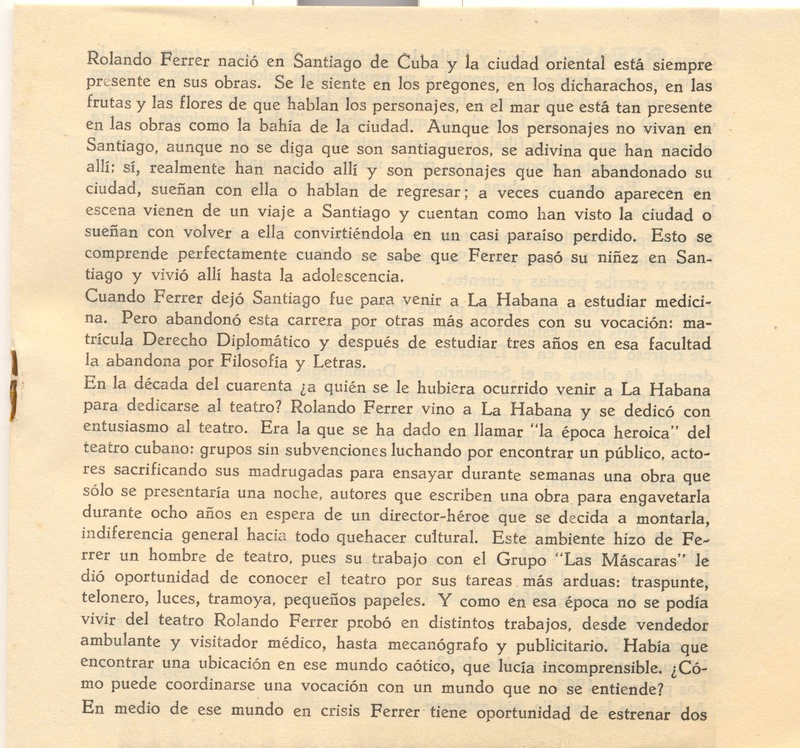 Rolando Ferrer nació en Santiago de Cuba y la ciudad oriental está siempre
presente en sus obras. Se le siente en los pregones, en los dicharachos, en las
frutas y las flores de que hablan los personajes, en el mar que está tan presente
en las obras como la bahía de la ciudad. Aunque los personajes no vivan en
Santiago, aunque no se diga que son santiagueros, se adivina que han nacido
allí: sí, realmente han nacido allí y son personajes que han abandonado su
ciudad, sueñan con ella o hablan de regresar; a veces cuando aparecen en
escena vienen de un viaje a Santiago y cuentan como han visto la ciudad o
sueñan con volver a ella convirtiéndola en un casi paraíso perdido. Esto se
comprende perfectamente cuando se sabe que Ferrer pasó su niñez en San-
tiago y vivió allí hasta la adolescencia.
Cuando Ferrer dejó Santiago fue para venir a La Habana a estudiar medici-
na. Pero abandonó esta carrera por otras más acordes con su vocación: ma-
trícula Derecho Diplomático y después de estudiar tres años en esa facultad
la abandona por Filosofía y Letras.
En la década del cuarenta ¿a quién se le hubiera ocurrido venir a La Habana
para dedicarse al teatro? Rolando Ferrer vino a La Habana y se dedicó con
entusiasmo al teatro. Era la que se ha dado en llamar "la época heroica" del
teatro cubano: grupos sin subvenciones luchando por encontrar un público, acto-
res sacrificando sus madrugadas para ensayar durante semanas una obra que
sólo se presentaría una noche, autores que escriben una obra para engavetarla
durante ocho años en espera de un director-héroe que se decida a montarla,
indiferencia general hacia todo quehacer cultural. Este ambiente hizo de Fe-
rrer un hombre de teatro, pues su trabajo con el Grupo "Las Máscaras" le
dió oportunidad de conocer el teatro por sus tareas más arduas: traspunte,
telonero, luces, tramoya, pequeños papeles. Y como en esa época no se podía
vivir del teatro Rolando Ferrer probó en distintos trabajos, desde vendedor
ambulante y visitador médico, hasta mecanógrafo y publicitario. Había que
encontrar una ubicación en ese mundo caótico, que lucía incomprensible. ¿Có-
mo puede coordinarse una vocación con un mundo que no se entiende?
En medio de ese mundo en crisis Ferrer tiene oportunidad de estrenar dos